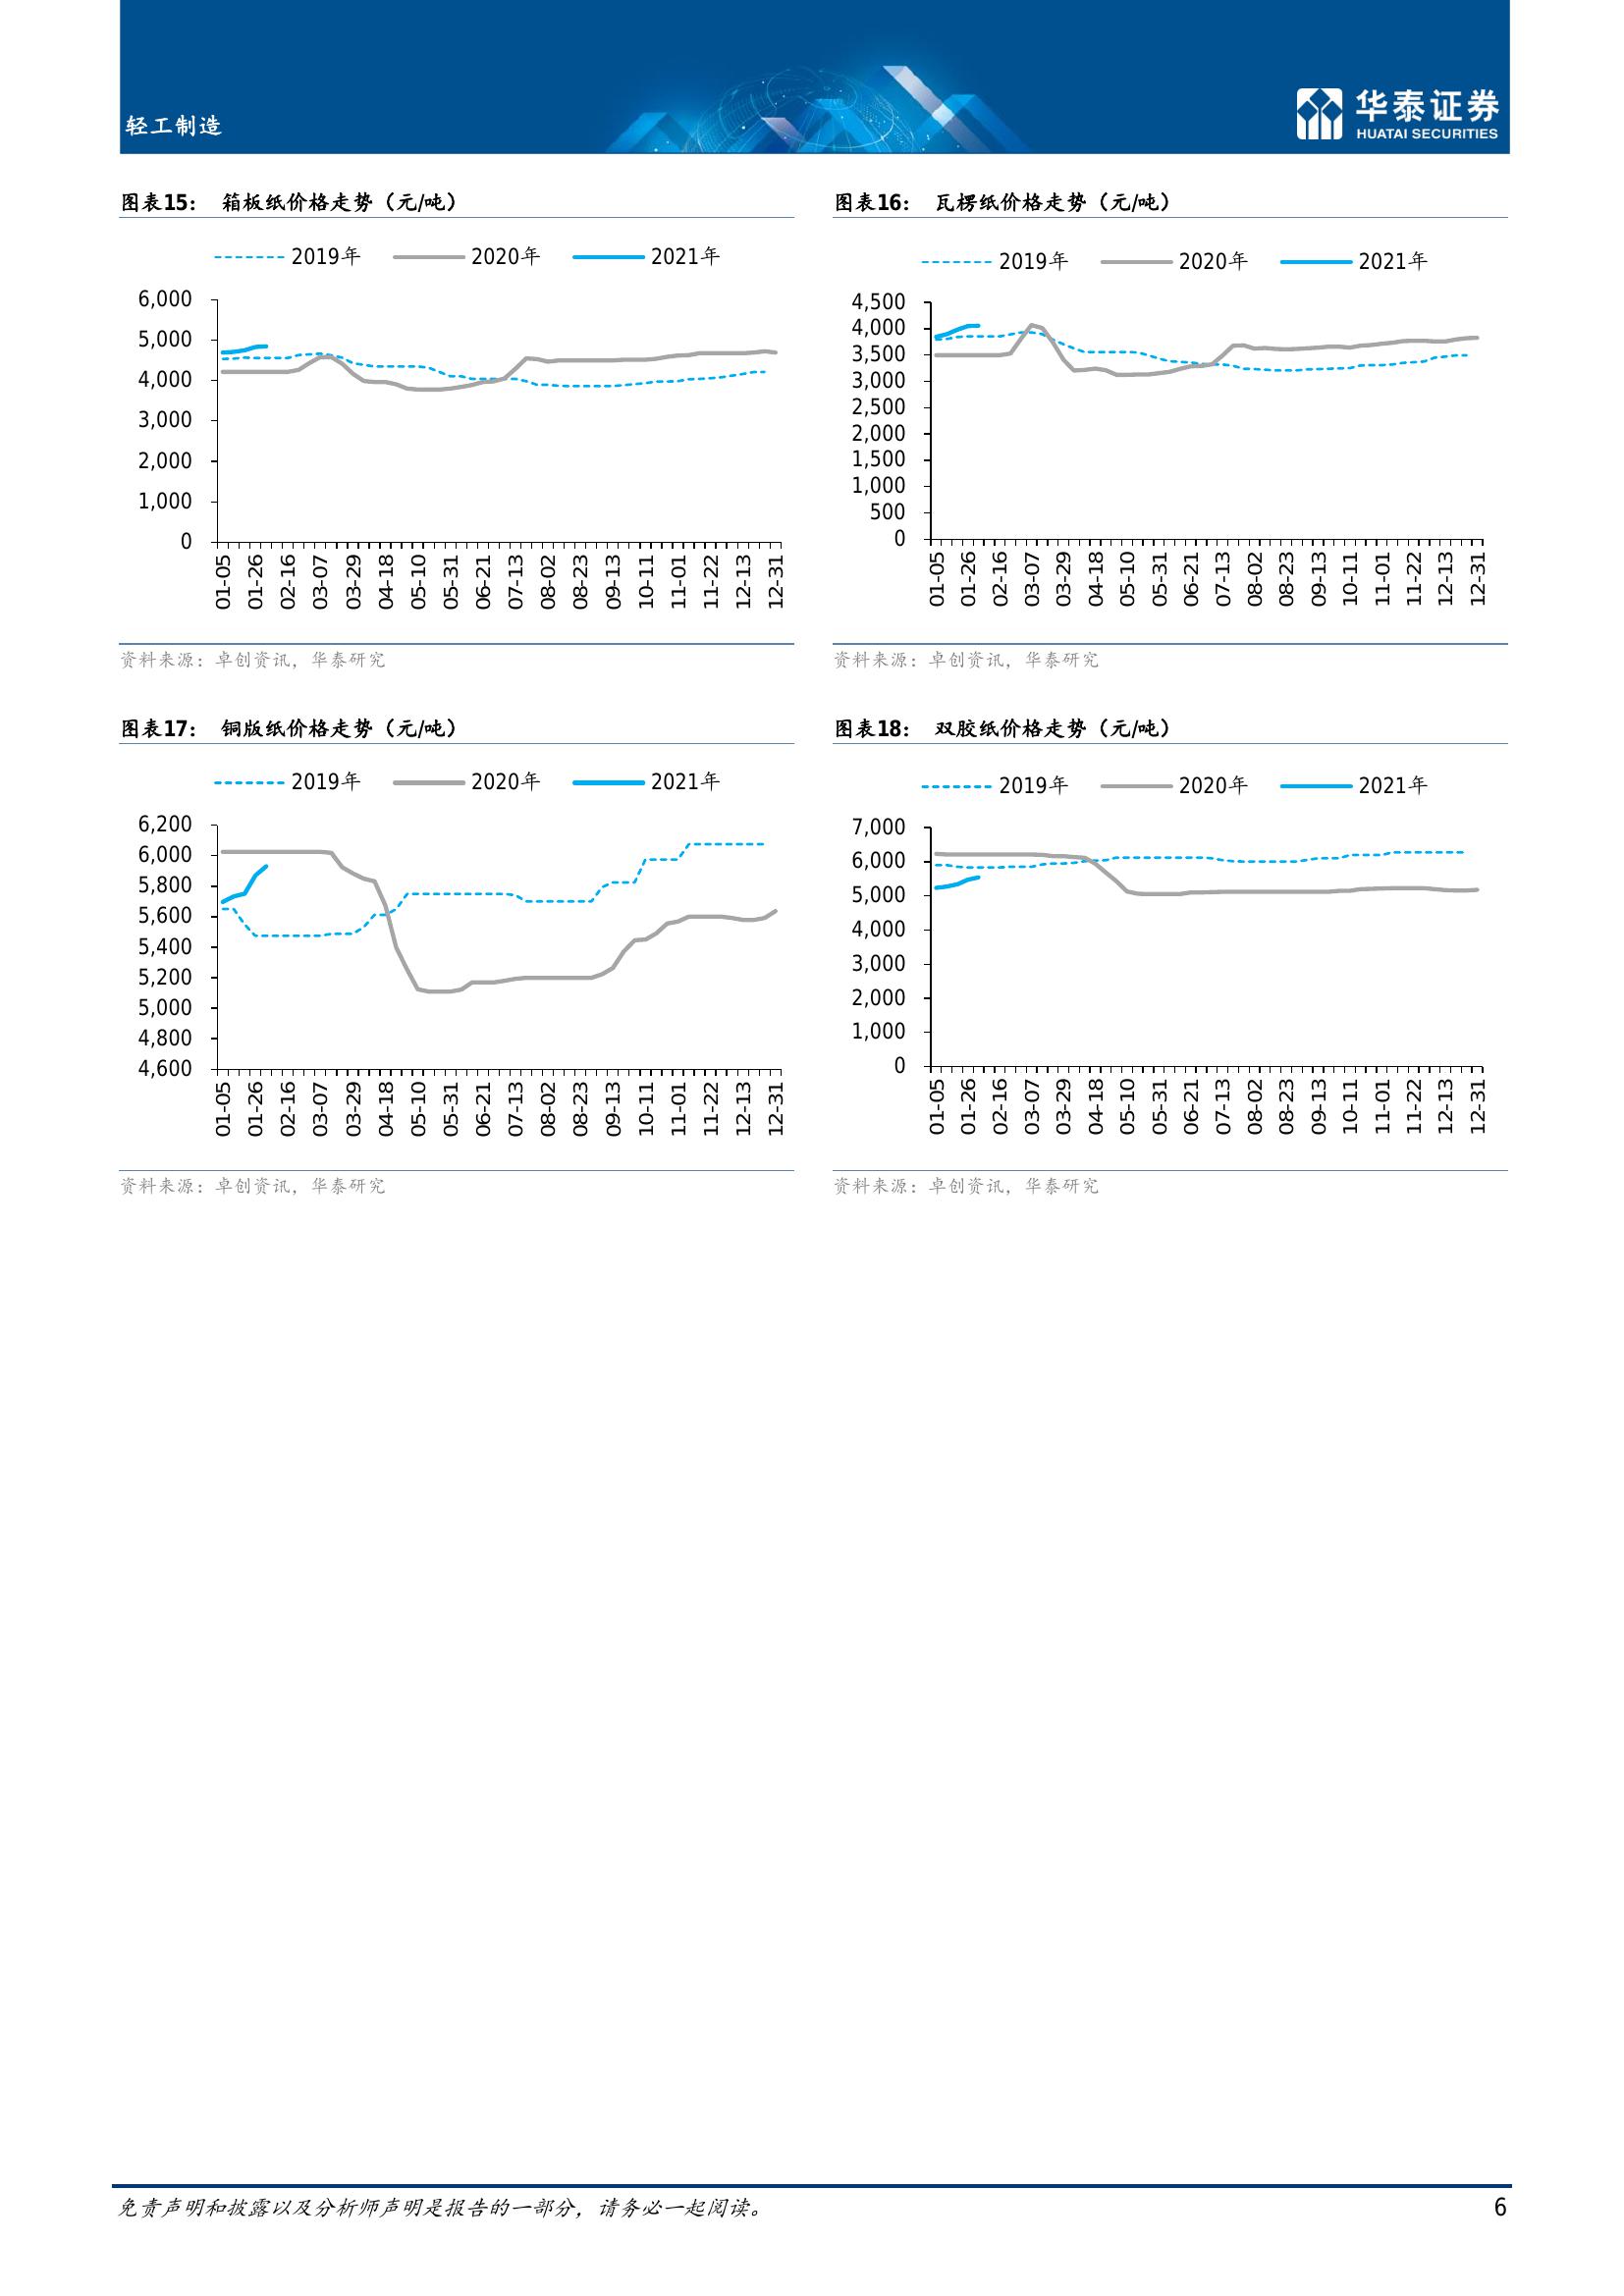 轻工制造
华泰证券
HUATAI SECURITIES
图表15： 箱板纸价格走势（元/吨）
2019年 2020年 2021年
6,000
5,000
4,000
3,000
2,000
1,000
0
01-05 01-26 02-16 03-07 03-29 04-18 05-10 05-31 06-21 07-13 08-02 08-23 09-13 10-11 11-01 11-22 12-13 12-31
资料来源：卓创资讯，华泰研究
图表16： 瓦楞纸价格走势（元/吨）
2019年 2020年 2021年
4,500
4,000
3,500
3,000
2,500
2,000
1,500
1,000
500
0
01-05 01-26 02-16 03-07 03-29 04-18 05-10 05-31 06-21 07-13 08-02 08-23 09-13 10-11 11-01 11-22 12-13 12-31
资料来源：卓创资讯，华泰研究
图表17： 铜版纸价格走势（元/吨）
2019年 2020年 2021年
6,200
6,000
5,800
5,600
5,400
5,200
5,000
4,800
4,600
01-05 01-26 02-16 03-07 03-29 04-18 05-10 05-31 06-21 07-13 08-02 08-23 09-13 10-11 11-01 11-22 12-13 12-31
资料来源：卓创资讯，华泰研究
图表18： 双胶纸价格走势（元/吨）
2019年 2020年 2021年
7,000
6,000
5,000
4,000
3,000
2,000
1,000
0
01-05 01-26 02-16 03-07 03-29 04-18 05-10 05-31 06-21 07-13 08-02 08-23 09-13 10-11 11-01 11-22 12-13 12-31
资料来源：卓创资讯，华泰研究
免责声明和披露以及分析师声明是报告的一部分，请务必一起阅读。 6